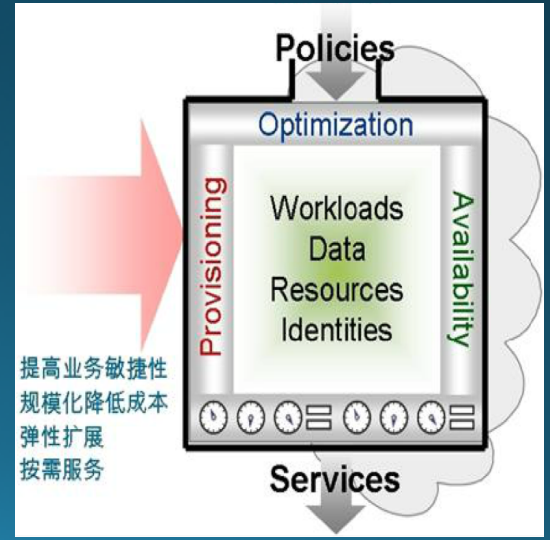 Policies
Optimization
Provisioning
Workloads
Data
Resources
Identities
Availability
提高业务敏捷性
规模化降低成本
弹性扩展
按需服务
Services